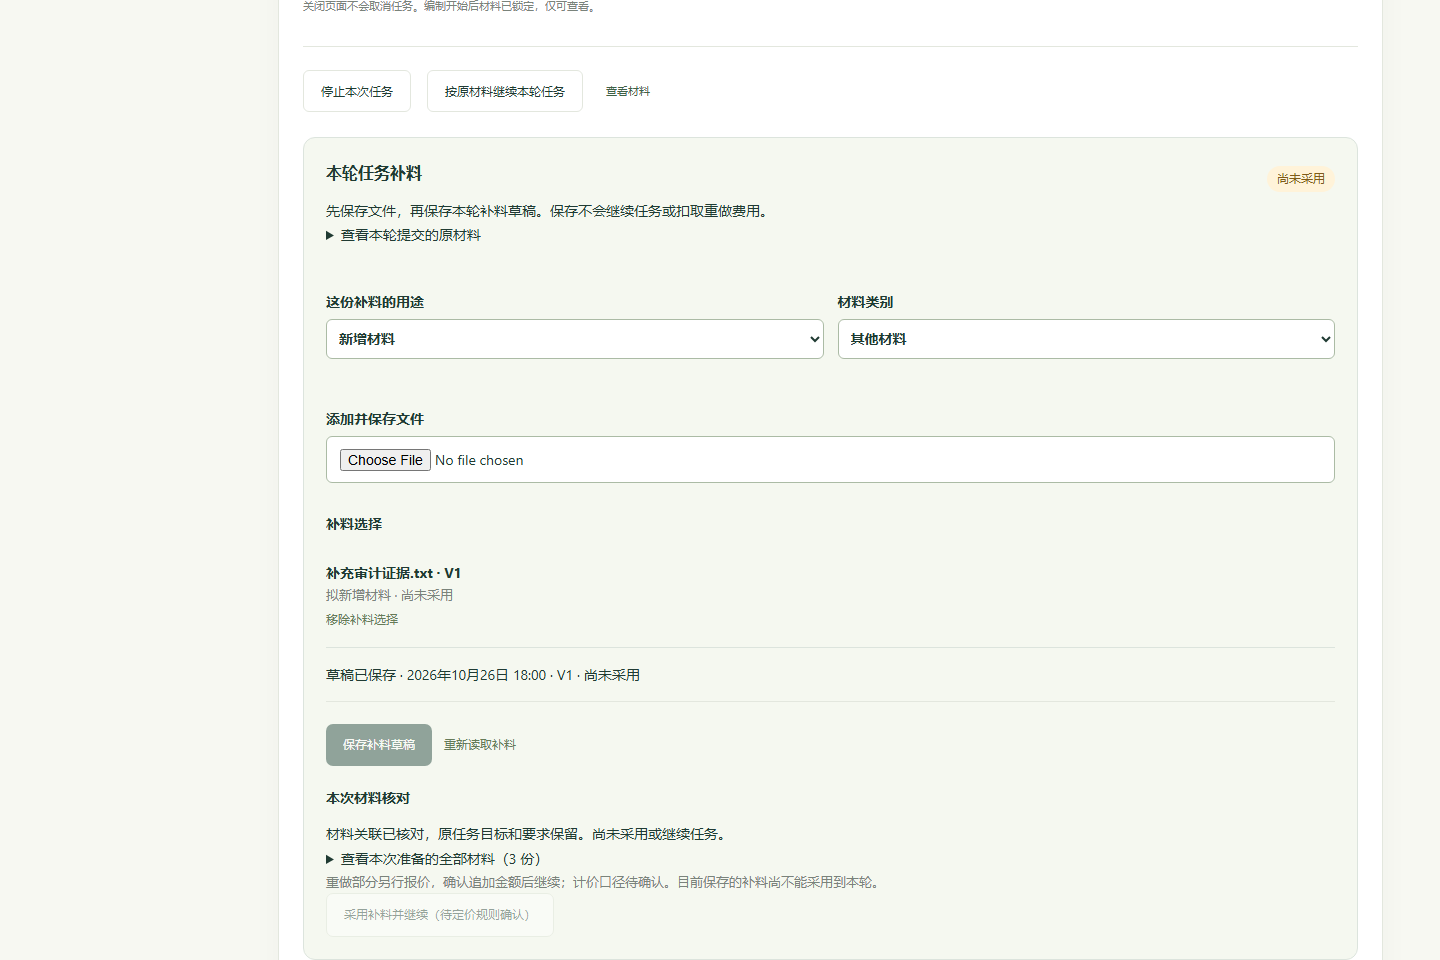 关闭页面不会取消任务。编制开始后材料已锁定，仅可查看。
停止本次任务
按原材料继续本轮任务
查看材料
本轮任务补料
尚未采用
先保存文件，再保存本轮补料草稿。保存不会继续任务或扣取重做费用。
▶ 查看本轮提交的原材料
这份补料的用途
材料类别
新增材料
其他材料
添加并保存文件
Choose File No file chosen
补料选择
补充审计证据.txt · V1
拟新增材料 · 尚未采用
移除补料选择
草稿已保存 · 2026年10月26日 18:00 · V1 · 尚未采用
保存补料草稿
重新读取补料
本次材料核对
材料关联已核对，原任务目标和要求保留。尚未采用或继续任务。
▶ 查看本次准备的全部材料（3 份）
重做部分另行报价，确认追加金额后继续；计价口径待确认。目前保存的补料尚不能采用到本轮。
采用补料并继续（待定价规则确认）